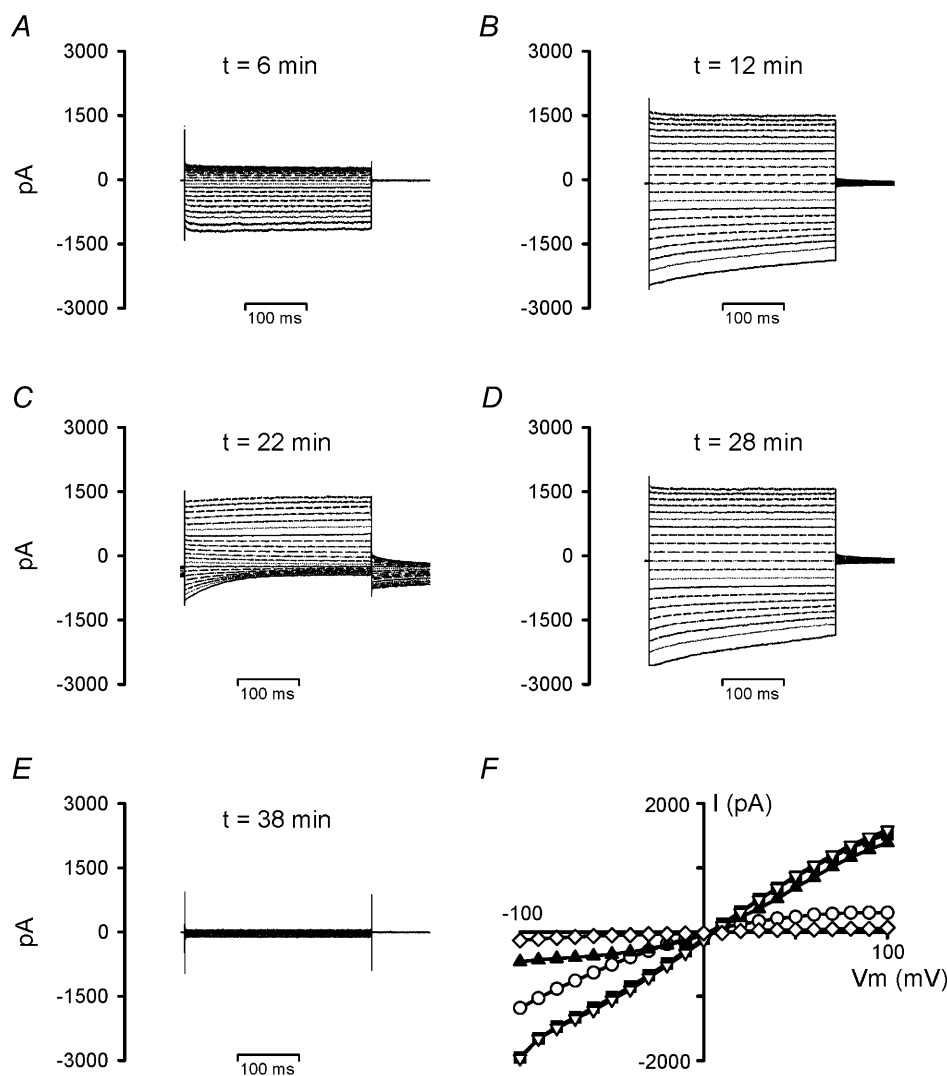 A
B
3000
t = 6 min
1500
pA
0
-1500
-3000
100 ms
3000
t = 12 min
1500
0
-1500
-3000
100 ms
C
D
3000
t = 22 min
1500
pA
0
-1500
-3000
100 ms
3000
t = 28 min
1500
0
-1500
-3000
100 ms
E
F
3000
t = 38 min
1500
pA
0
-1500
-3000
100 ms
2000
I (pA)
-100
100
Vm (mV)
-2000